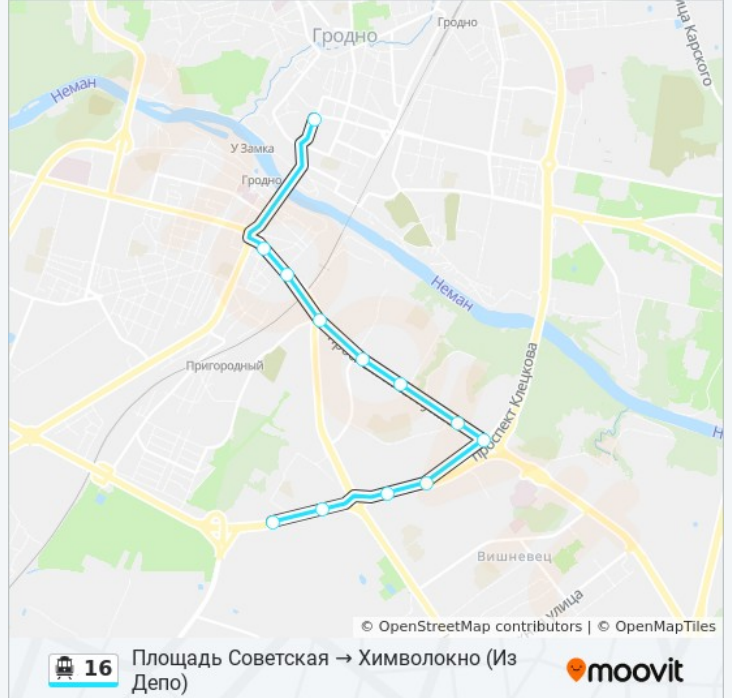 Гродно
Гродно
ица Карского
Неман
У Замка
Гродно
Неман
Пригородный
проспект Клецкова
Н
Вишневец
улица
© OpenStreetMap contributors | © OpenMapTiles
16
Площадь Советская → Химволокно (Из
Депо)
moovit